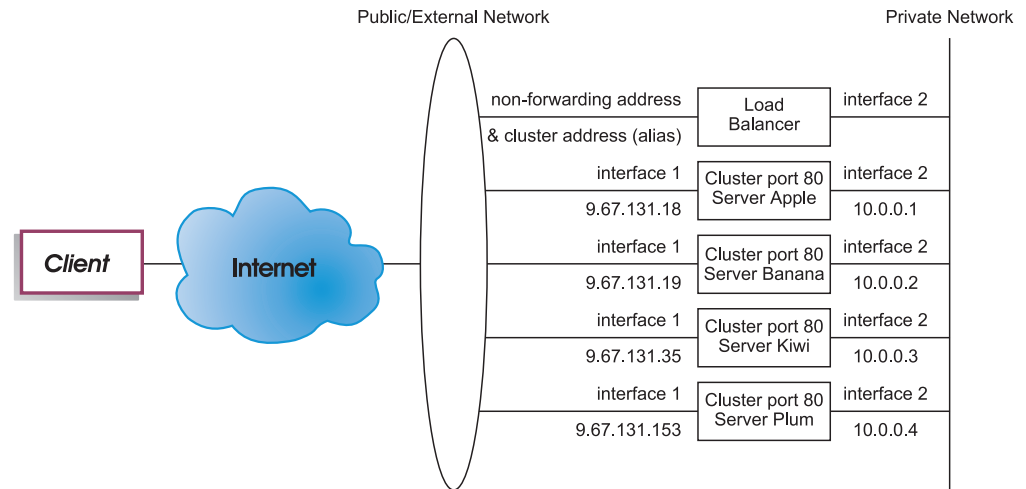 Public/External Network
Private Network
non-forwarding address
& cluster address (alias)
Load
Balancer
interface 2
interface 1
9.67.131.18
Cluster port 80
Server Apple
interface 2
10.0.0.1
interface 1
9.67.131.19
Cluster port 80
Server Banana
interface 2
10.0.0.2
Client
Internet
interface 1
9.67.131.35
Cluster port 80
Server Kiwi
interface 2
10.0.0.3
interface 1
9.67.131.153
Cluster port 80
Server Plum
interface 2
10.0.0.4